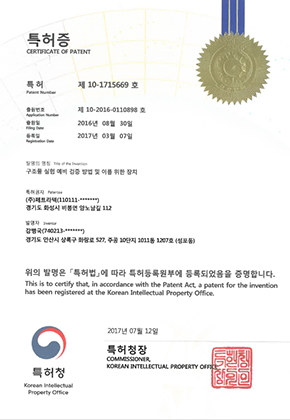 특허증
CERTIFICATE OF PATENT
특허 제 10-1715669 호
Patent Number
출원번호 제 10-2016-0110898 호
Application Number
출원일 2016년 08월 30일
Filing Date
등록일 2017년 03월 07일
Registration Date
발명의 명칭 Title of the Invention
구조물 실험 예비 검증 방법 및 이를 위한 장치
특허권자 Patentee
(주)페트라텍(110111-*******)
경기도 화성시 비봉면 양노남길 112
발명자 Inventor
감병국(740213-*******)
경기도 안산시 상록구 화랑로 527, 주공 10단지 1011동 1207호 (성포동)
위의 발명은 「특허법」에 따라 특허등록원부에 등록되었음을 증명합니다.
This is to certify that, in accordance with the Patent Act, a patent for the invention
has been registered at the Korean Intellectual Property Office.
2017년 07월 12일
특허청
Korean Intellectual
Property Office
특허청장
COMMISSIONER,
KOREAN INTELLECTUAL PROPERTY OFFICE